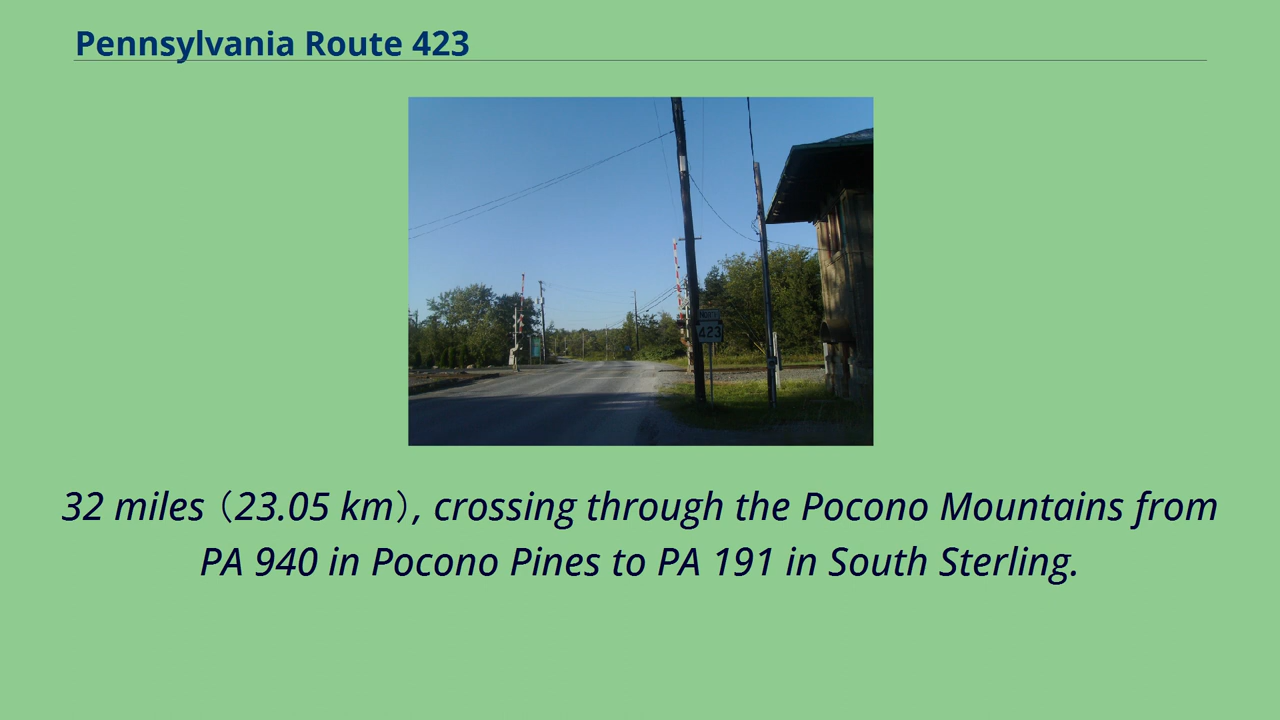 Pennsylvania Route 423
NORTH
423
32 miles (23.05 km), crossing through the Pocono Mountains from
PA 940 in Pocono Pines to PA 191 in South Sterling.